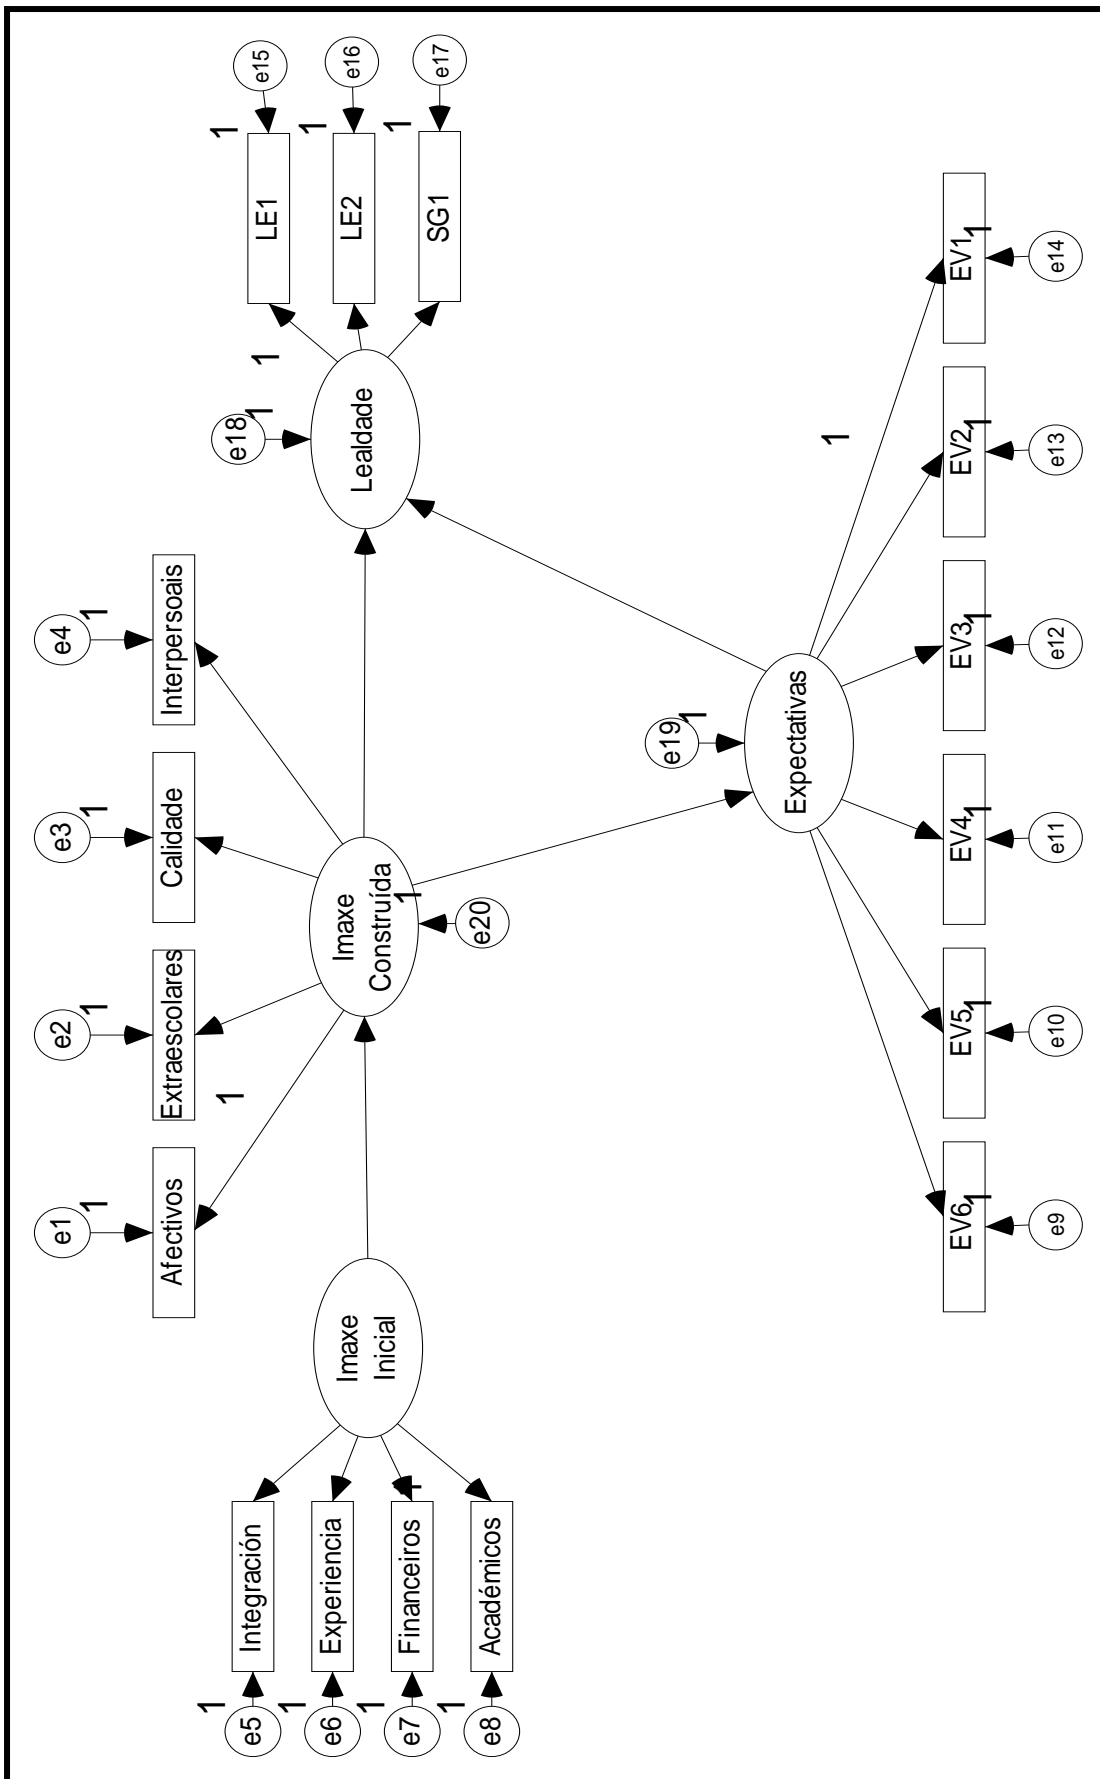 e1
1
Afectivos
e2
1
Extraescolares
e3
1
Calidade
e4
1
Interpersoais
1
Imaxe
Construída
1
e20
e5
1
Integración
e6
1
Experiencia
e7
1
Financeiros
1
e8
1
Académicos
Imaxe
Inicial
e18
1
Lealdade
1
LE1
1
e15
LE2
1
e16
SG1
1
e17
e19
1
Expectativas
1
EV6
1
e9
EV5
1
e10
EV4
1
e11
EV3
1
e12
EV2
1
e13
EV1
1
e14